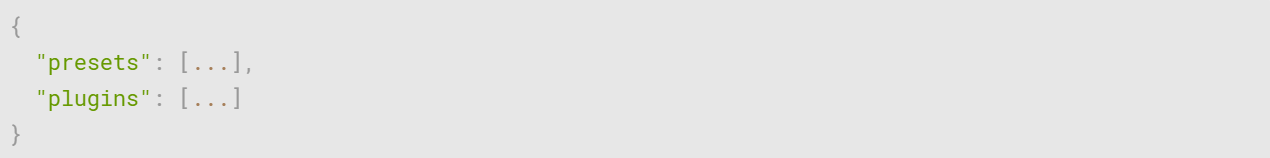 {
  "presets": [...],
  "plugins": [...]
}